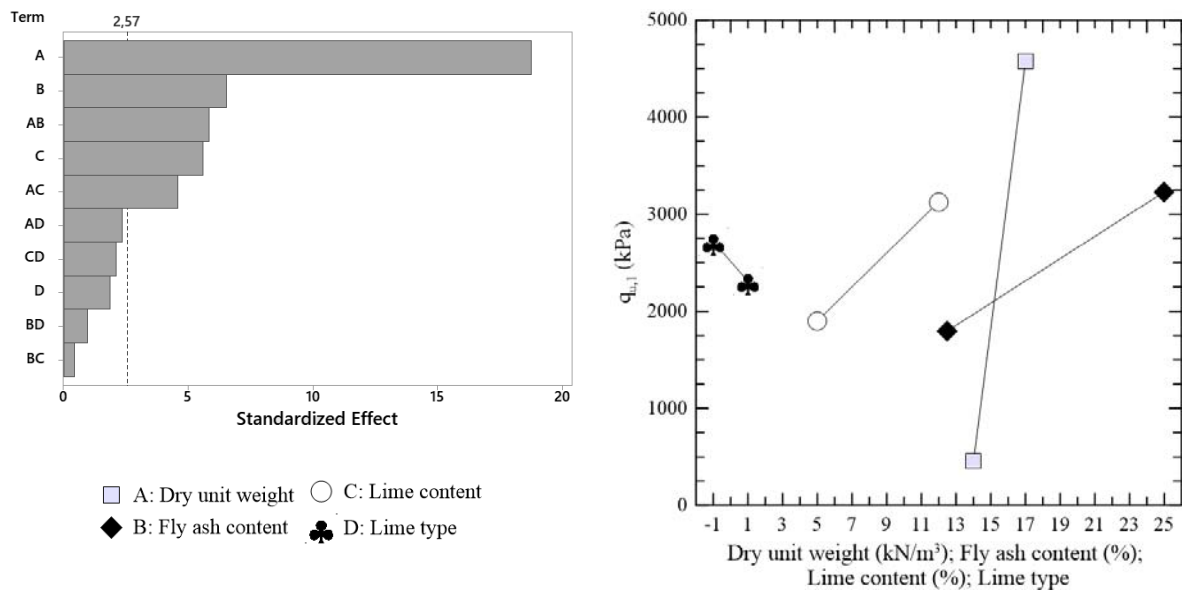 Term
2,57
A
B
AB
C
AC
AD
CD
D
BD
BC
0 5 10 15 20
Standardized Effect
A: Dry unit weight
C: Lime content
B: Fly ash content
D: Lime type
5000
4000
3000
2000
1000
0
qu,1 (kPa)
-1 1 5 7 9 11 13 15 17 19 21 23 25
Dry unit weight (kN/m³); Fly ash content (%);
Lime content (%); Lime type